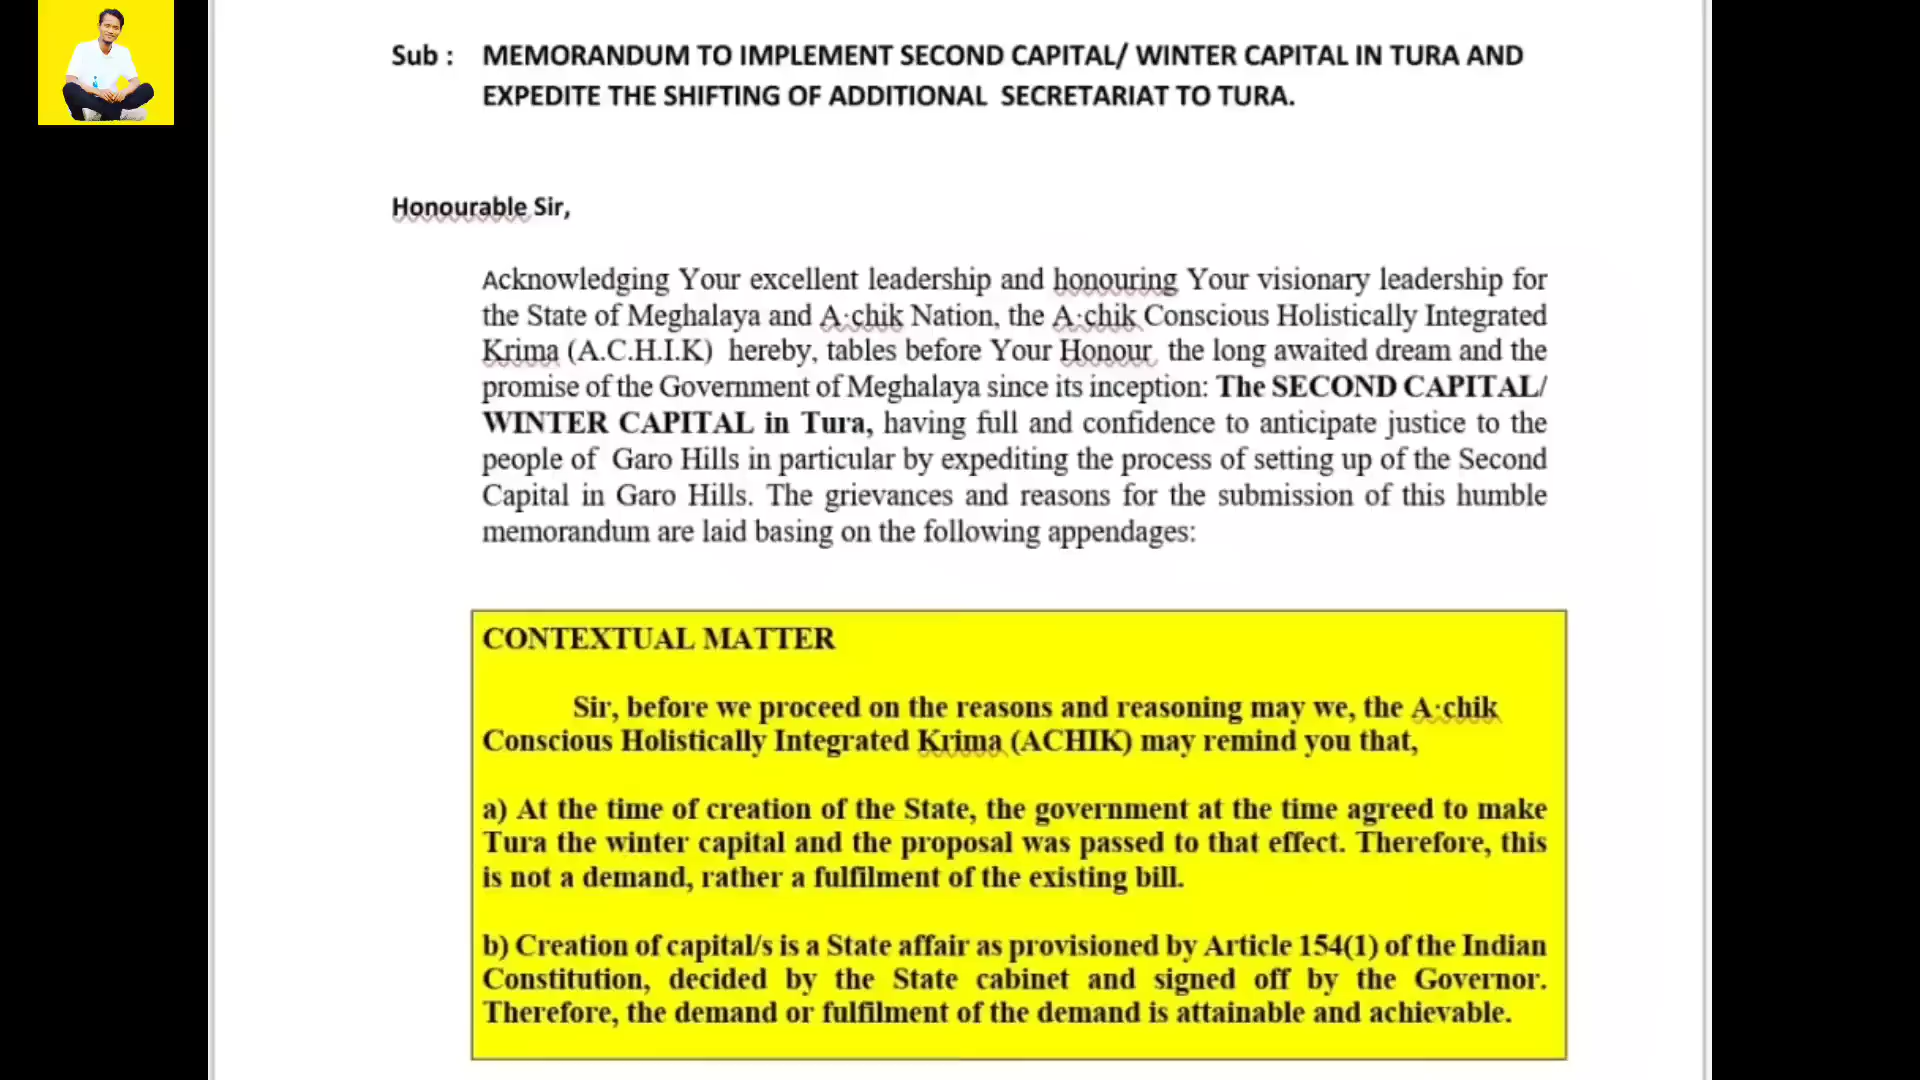 Sub : MEMORANDUM TO IMPLEMENT SECOND CAPITAL/ WINTER CAPITAL IN TURA AND
EXPEDITE THE SHIFTING OF ADDITIONAL SECRETARIAT TO TURA.
Honourable Sir,
Acknowledging Your excellent leadership and honouring Your visionary leadership for
the State of Meghalaya and A·chik Nation, the A·chik Conscious Holistically Integrated
Krima (A.C.H.I.K) hereby, tables before Your Honour the long awaited dream and the
promise of the Government of Meghalaya since its inception: The SECOND CAPITAL/
WINTER CAPITAL in Tura, having full and confidence to anticipate justice to the
people of Garo Hills in particular by expediting the process of setting up of the Second
Capital in Garo Hills. The grievances and reasons for the submission of this humble
memorandum are laid basing on the following appendages:
CONTEXTUAL MATTER
Sir, before we proceed on the reasons and reasoning may we, the A·chik
Conscious Holistically Integrated Krima (ACHIK) may remind you that,
a) At the time of creation of the State, the government at the time agreed to make
Tura the winter capital and the proposal was passed to that effect. Therefore, this
is not a demand, rather a fulfilment of the existing bill.
b) Creation of capital/s is a State affair as provisioned by Article 154(1) of the Indian
Constitution, decided by the State cabinet and signed off by the Governor.
Therefore, the demand or fulfilment of the demand is attainable and achievable.